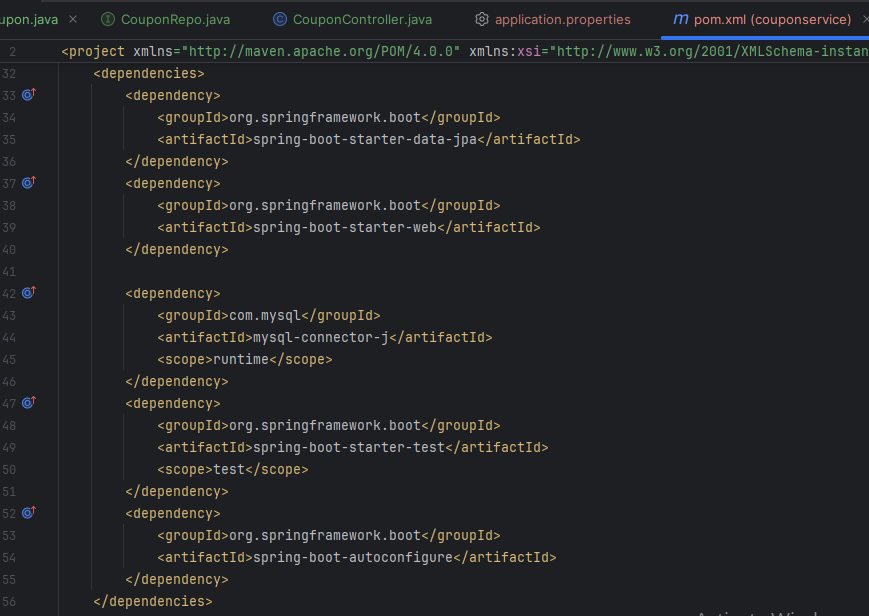 upon.java
CouponRepo.java
CouponController.java
application.properties
pom.xml (couponservice)
2 <project xmlns="http://maven.apache.org/POM/4.0.0" xmlns:xsi="http://www.w3.org/2001/XMLSchema-instan
32 <dependencies>
33 <dependency>
34 <groupId>org.springframework.boot</groupId>
35 <artifactId>spring-boot-starter-data-jpa</artifactId>
36 </dependency>
37 <dependency>
38 <groupId>org.springframework.boot</groupId>
39 <artifactId>spring-boot-starter-web</artifactId>
40 </dependency>
41
42 <dependency>
43 <groupId>com.mysql</groupId>
44 <artifactId>mysql-connector-j</artifactId>
45 <scope>runtime</scope>
46 </dependency>
47 <dependency>
48 <groupId>org.springframework.boot</groupId>
49 <artifactId>spring-boot-starter-test</artifactId>
50 <scope>test</scope>
51 </dependency>
52 <dependency>
53 <groupId>org.springframework.boot</groupId>
54 <artifactId>spring-boot-autoconfigure</artifactId>
55 </dependency>
56 </dependencies>